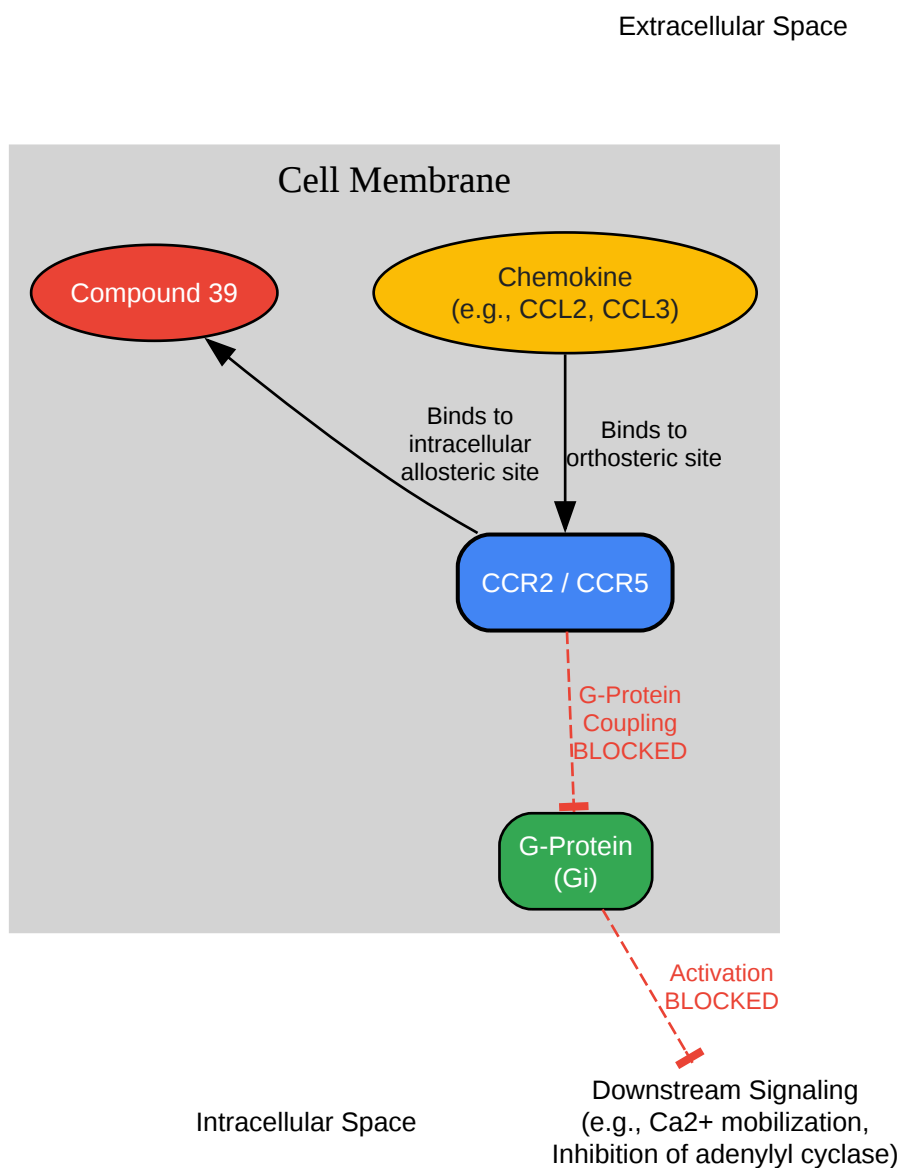 Extracellular Space
Cell Membrane
Compound 39
Chemokine
(e.g., CCL2, CCL3)
Binds to
intracellular
allosteric site
Binds to
orthosteric site
CCR2 / CCR5
G-Protein
Coupling
BLOCKED
G-Protein
(Gi)
Activation
BLOCKED
Intracellular Space
Downstream Signaling
(e.g., Ca2+ mobilization,
Inhibition of adenylyl cyclase)